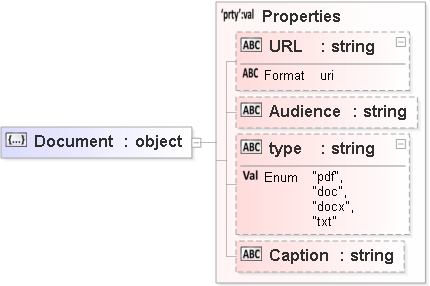 'prty':val Properties
ABC URL : string
ABC Format uri
ABC Audience : string
{...} Document : object
ABC type : string
Val Enum "pdf",
"doc",
"docx",
"txt"
ABC Caption : string